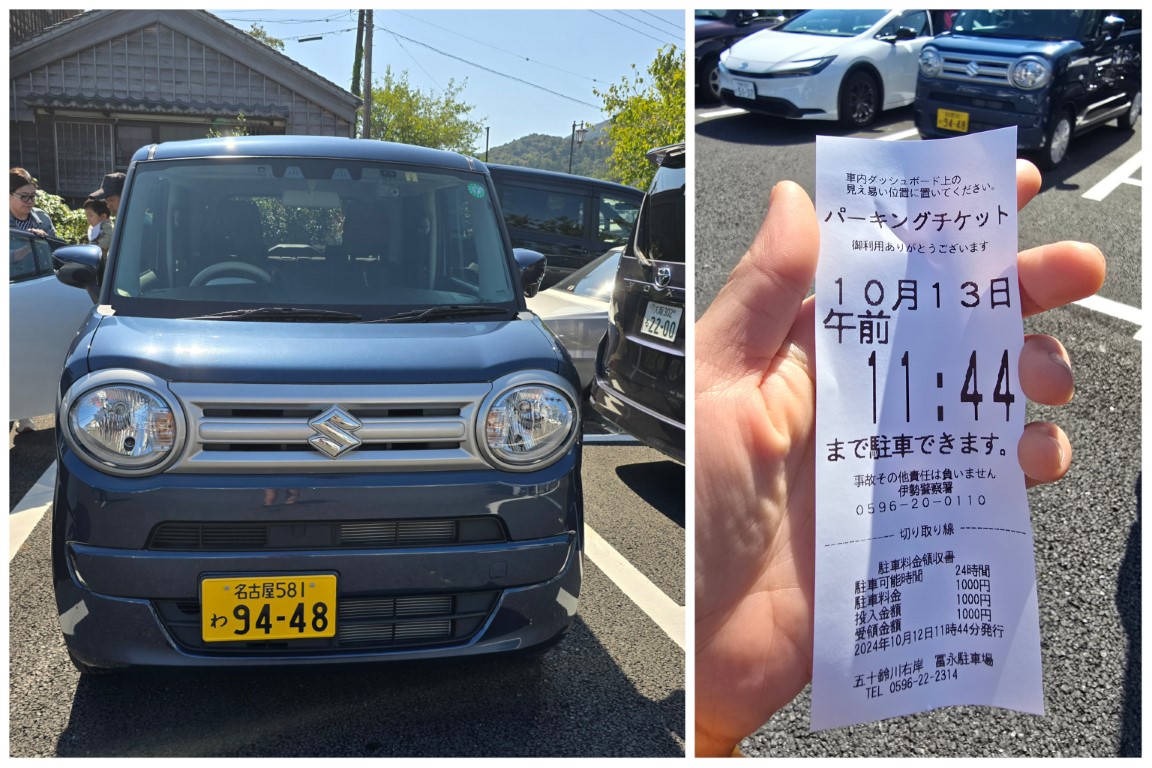 名古屋581
わ 94-48
22-00
94-48
車内ダッシュボード上の
見え易い位置に置いてください。
パーキングチケット
御利用ありがとうございます
10月13日
午前
11:44
まで駐車できます。
事故その他責任は負いません
伊勢警察署
0596-20-0110
切り取り線
駐車料金領収書
駐車可能時間 24時間
駐車料金 1000円
投入金額 1000円
受領金額 1000円
2024年10月12日11時44分発行
五十鈴川右岸 冨永駐車場
TEL 0596-22-2314